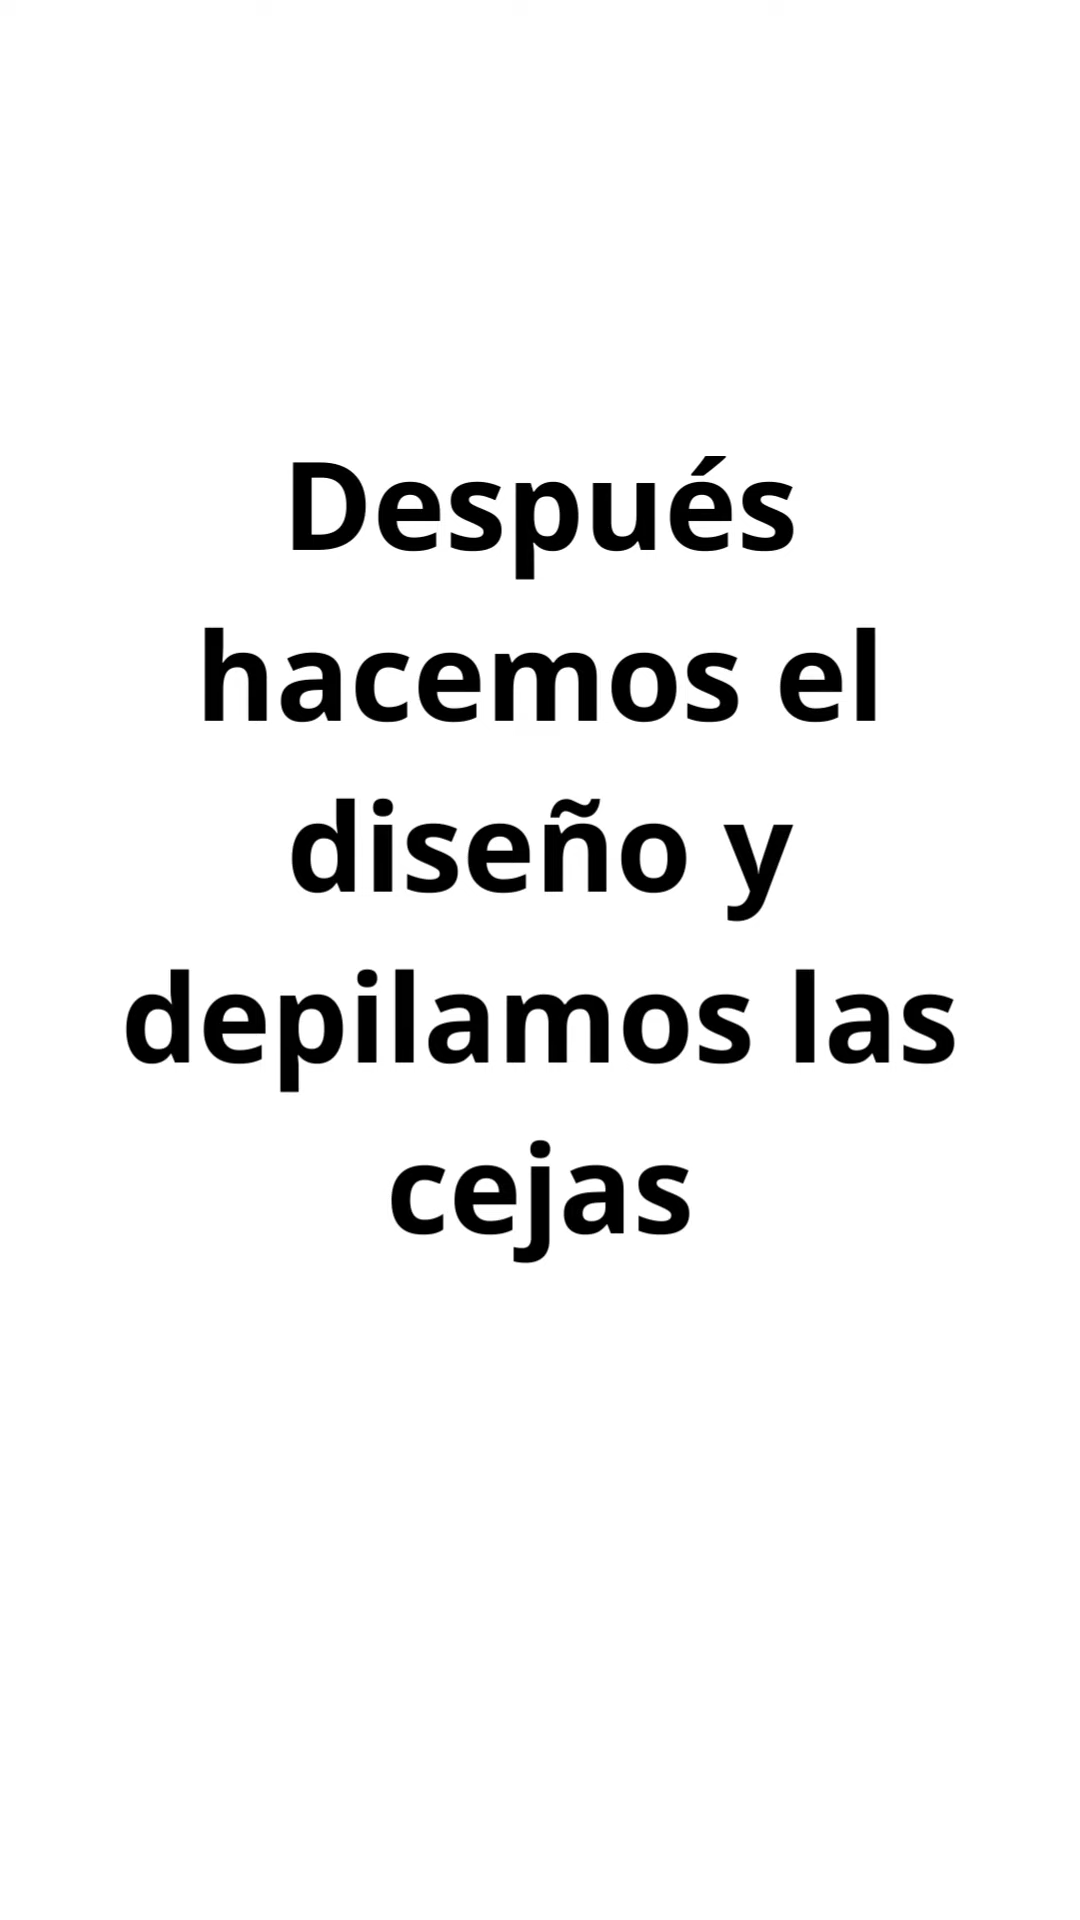 Después
hacemos el
diseño y
depilamos las
cejas